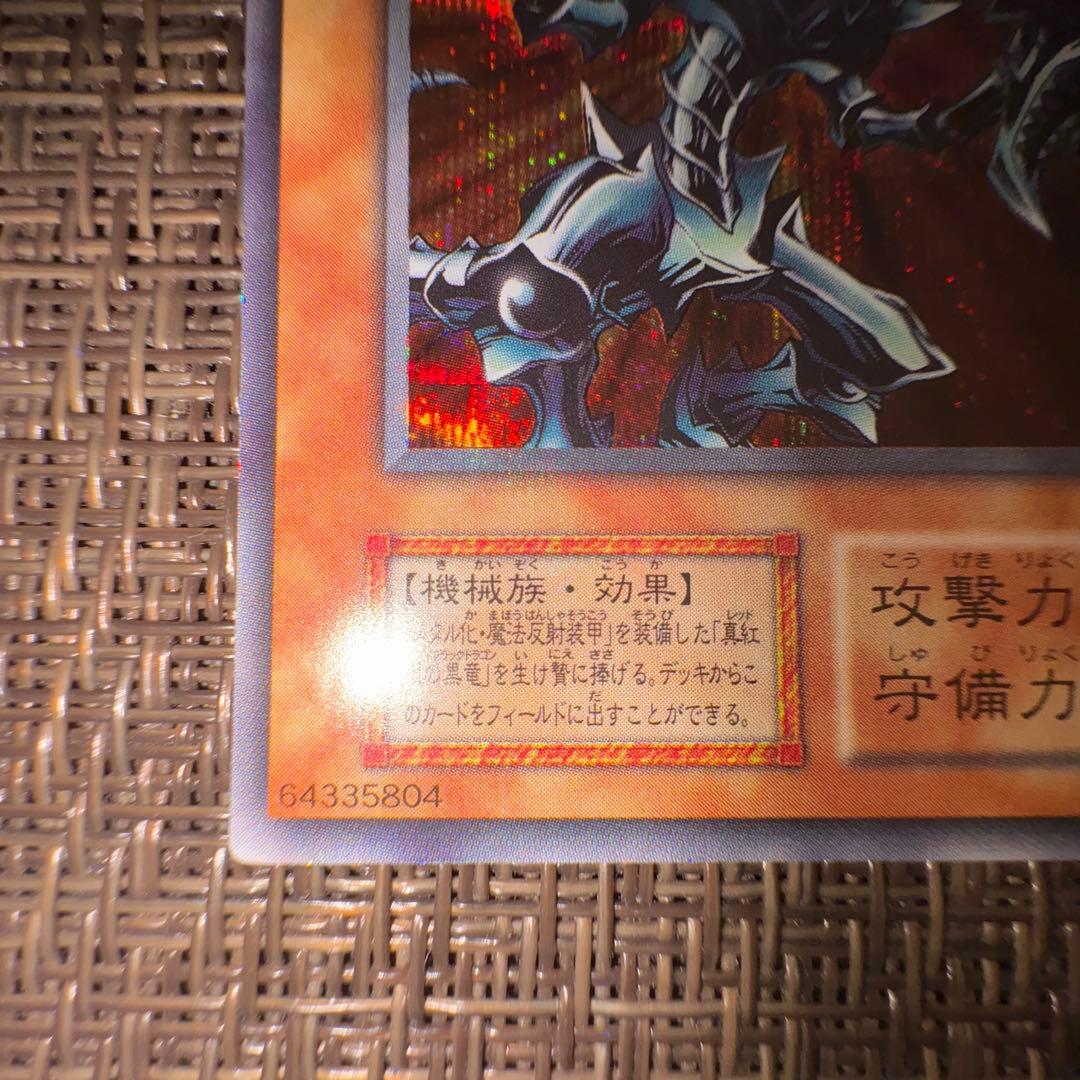 【機械族・効果】
タル化・魔法反射装甲」を装備した「真紅
の黒竜」を生け贄に捧げる。デッキからこ
のカードをフィールドに出すことができる。
攻撃力
守備力
64335804